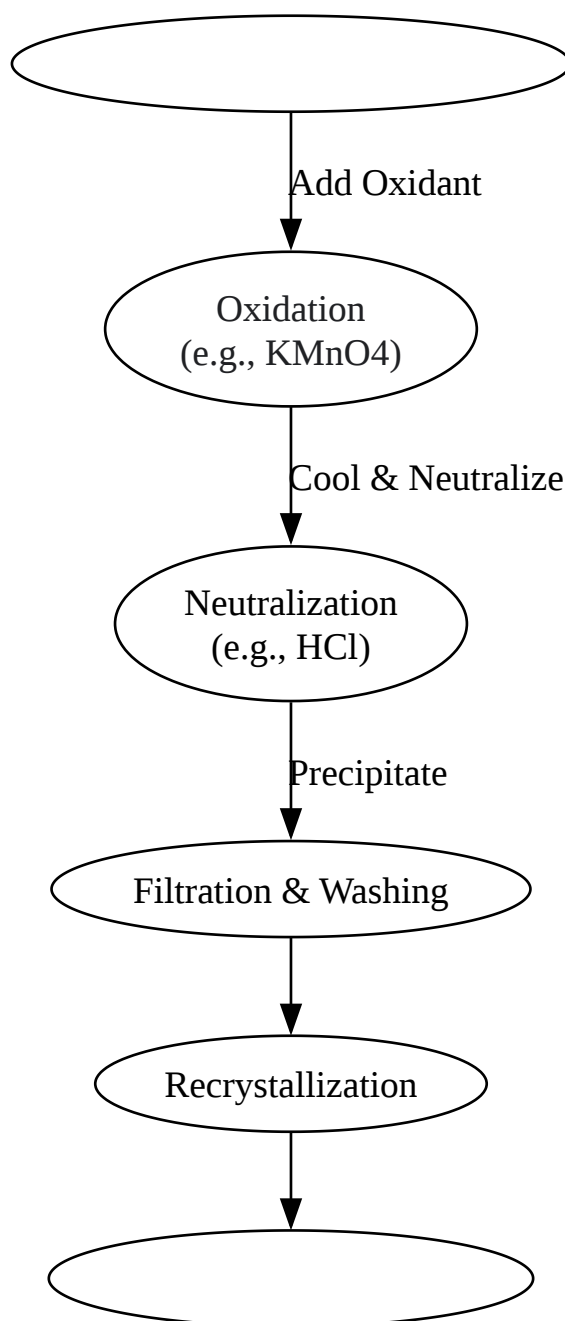 Add Oxidant
Oxidation
(e.g., KMnO4)
Cool & Neutralize
Neutralization
(e.g., HCl)
Precipitate
Filtration & Washing
Recrystallization